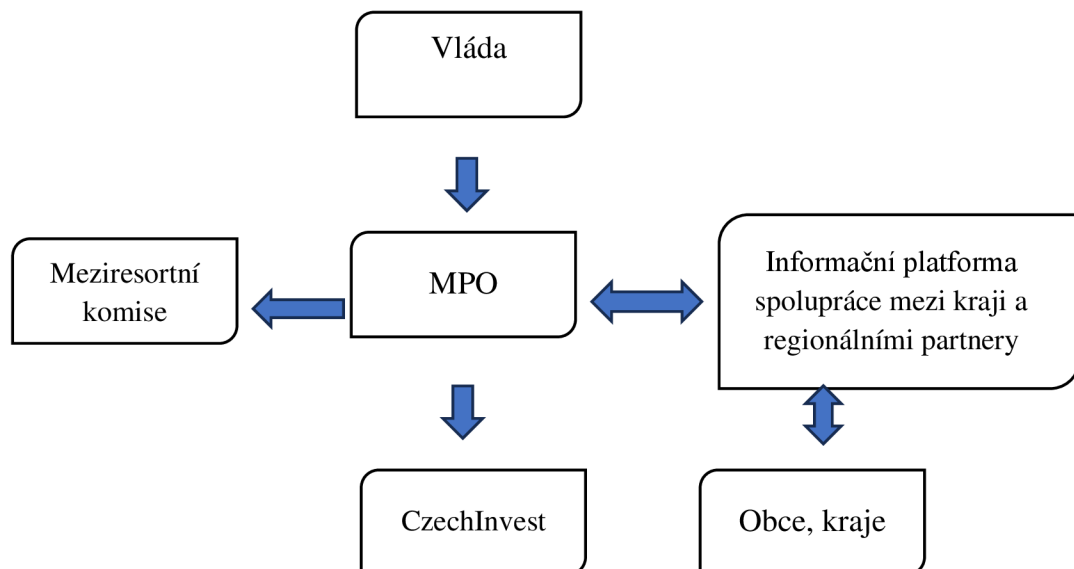 Vláda
Meziresortní
komise
MPO
Informační platforma
spolupráce mezi kraji a
regionálními partnery
CzechInvest
Obce, kraje